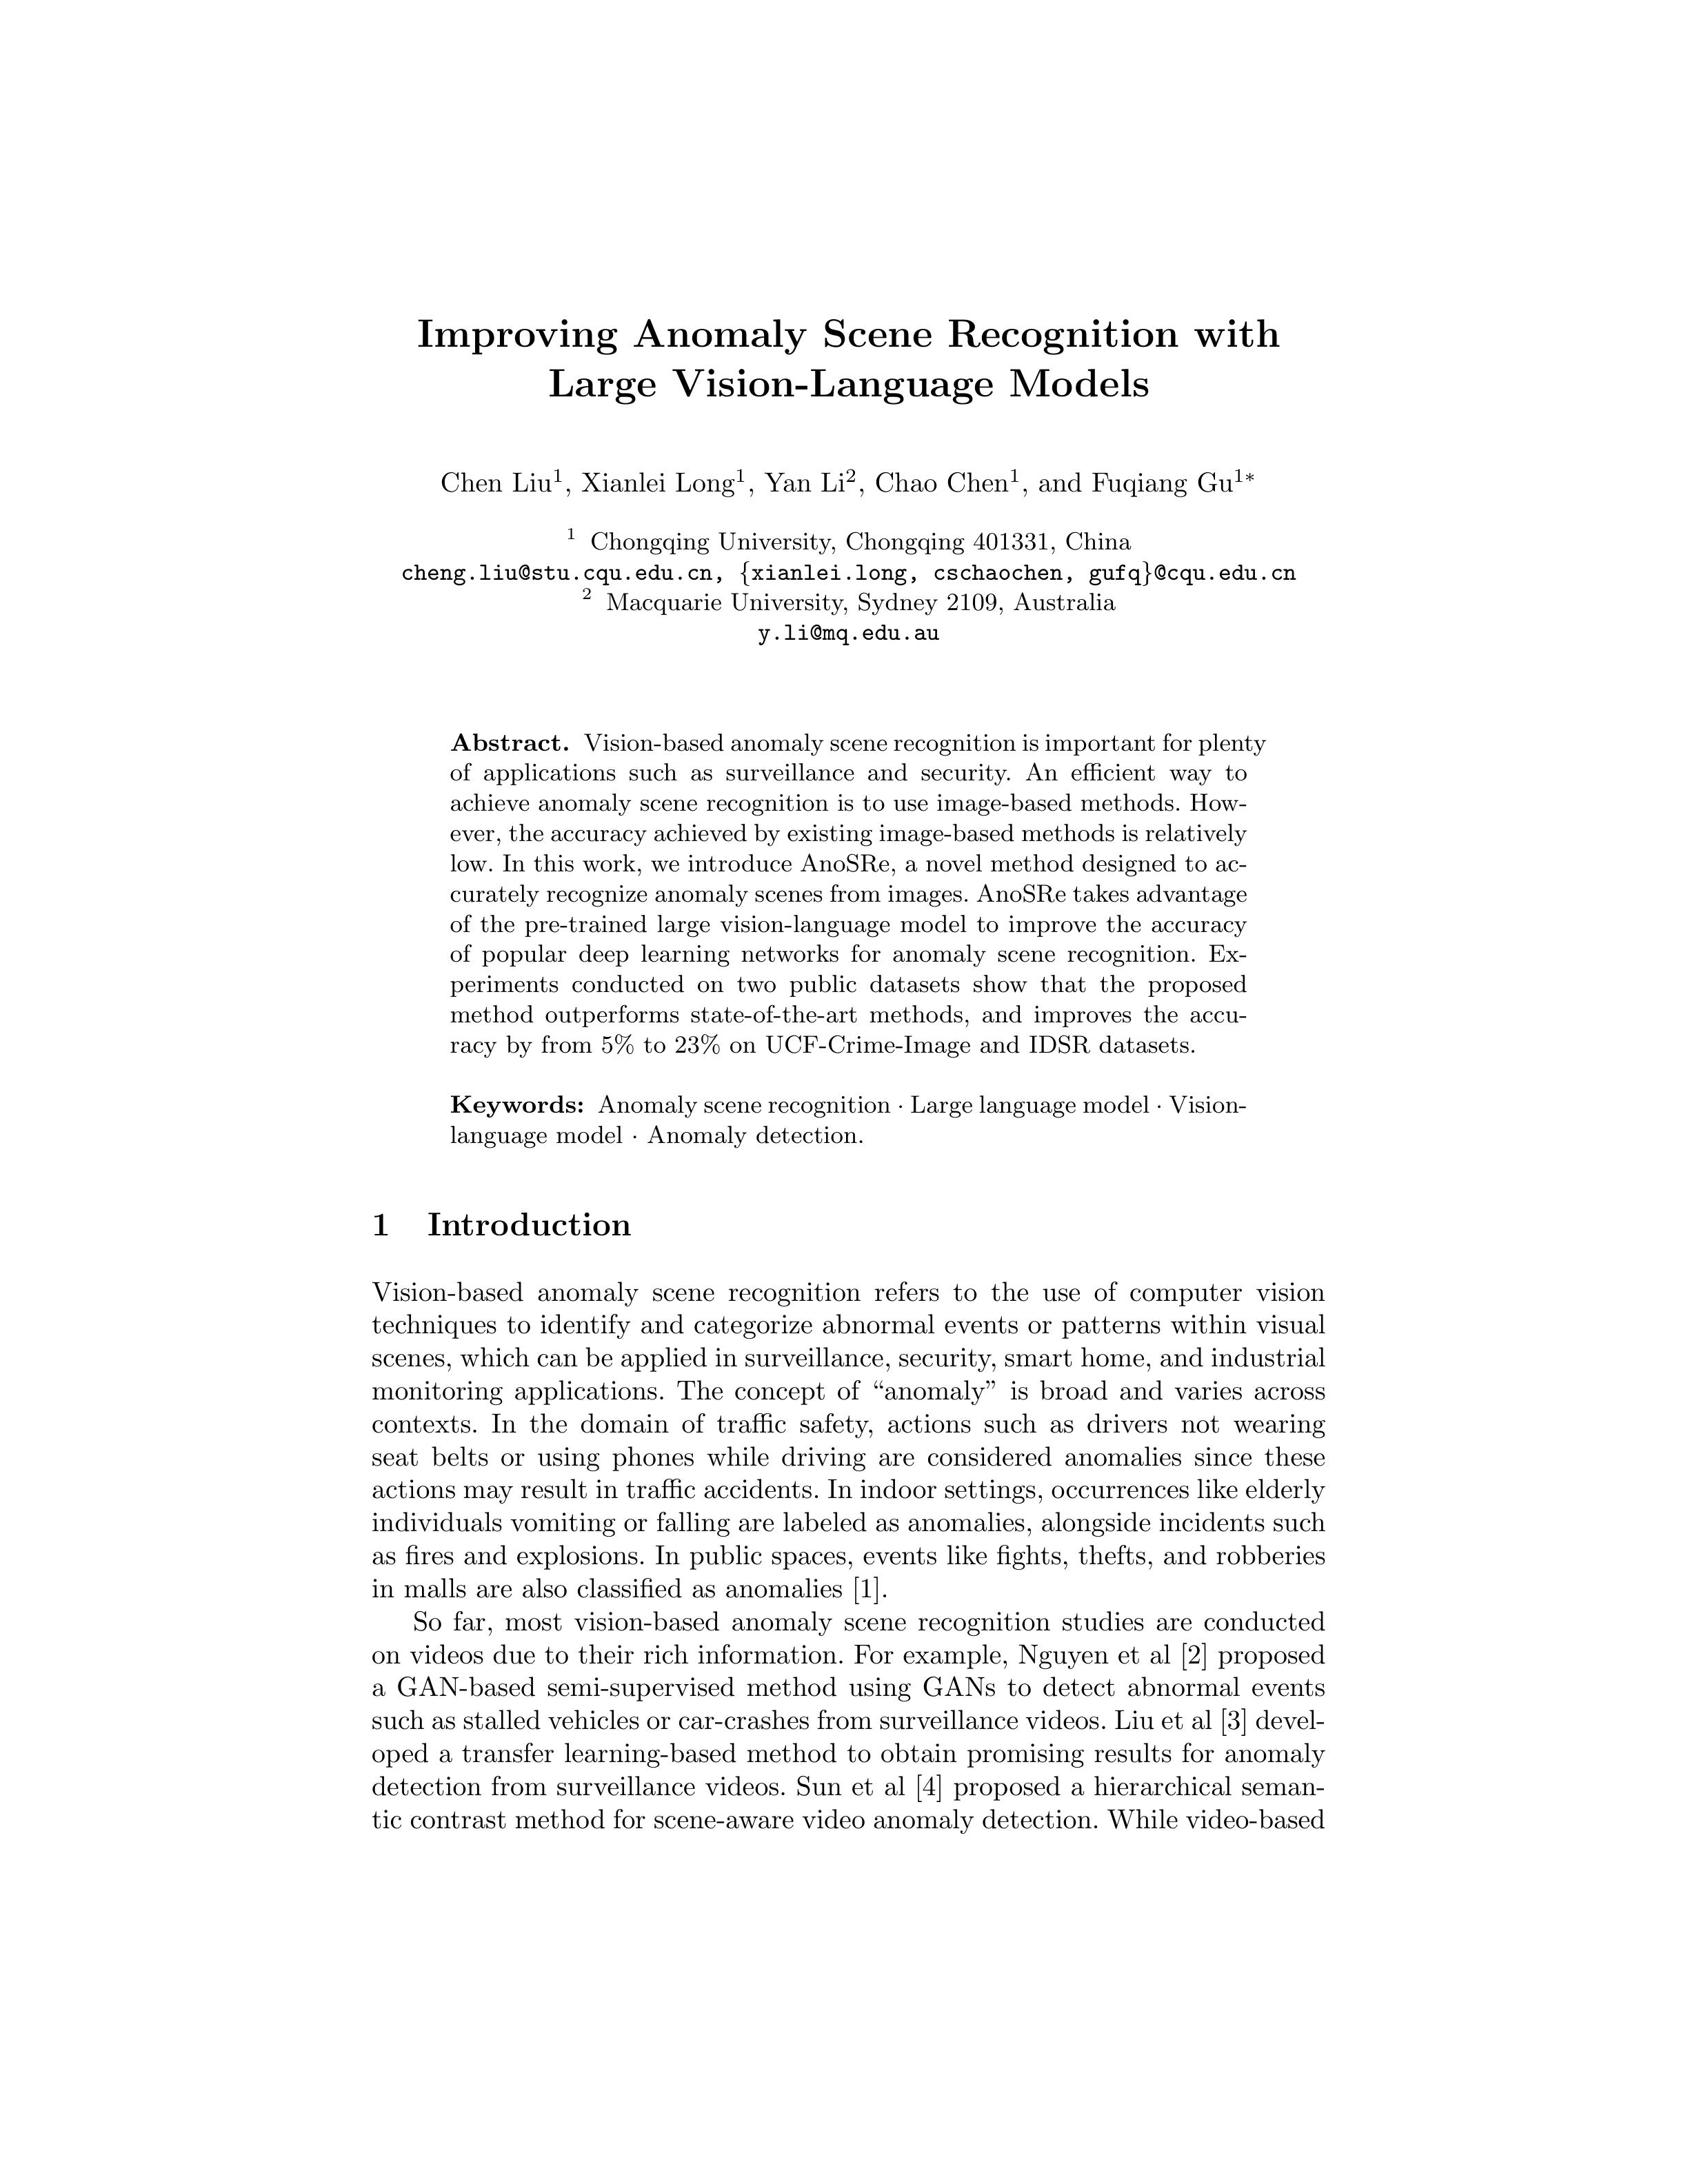 Improving Anomaly Scene Recognition with
Large Vision-Language Models
Chen Liu1, Xianlei Long1, Yan Li2, Chao Chen1, and Fuqiang Gu1*
1 Chongqing University, Chongqing 401331, China
cheng.liu@stu.cqu.edu.cn, {xianlei.long, cschaochen, gufq}@cqu.edu.cn
2 Macquarie University, Sydney 2109, Australia
y.li@mq.edu.au
Abstract. Vision-based anomaly scene recognition is important for plenty
of applications such as surveillance and security. An efficient way to
achieve anomaly scene recognition is to use image-based methods. How-
ever, the accuracy achieved by existing image-based methods is relatively
low. In this work, we introduce AnoSRe, a novel method designed to ac-
curately recognize anomaly scenes from images. AnoSRe takes advantage
of the pre-trained large vision-language model to improve the accuracy
of popular deep learning networks for anomaly scene recognition. Ex-
periments conducted on two public datasets show that the proposed
method outperforms state-of-the-art methods, and improves the accu-
racy by from 5% to 23% on UCF-Crime-Image and IDSR datasets.
Keywords: Anomaly scene recognition · Large language model · Vision-
language model · Anomaly detection.
1 Introduction
Vision-based anomaly scene recognition refers to the use of computer vision
techniques to identify and categorize abnormal events or patterns within visual
scenes, which can be applied in surveillance, security, smart home, and industrial
monitoring applications. The concept of “anomaly” is broad and varies across
contexts. In the domain of traffic safety, actions such as drivers not wearing
seat belts or using phones while driving are considered anomalies since these
actions may result in traffic accidents. In indoor settings, occurrences like elderly
individuals vomiting or falling are labeled as anomalies, alongside incidents such
as fires and explosions. In public spaces, events like fights, thefts, and robberies
in malls are also classified as anomalies [1].
So far, most vision-based anomaly scene recognition studies are conducted
on videos due to their rich information. For example, Nguyen et al [2] proposed
a GAN-based semi-supervised method using GANs to detect abnormal events
such as stalled vehicles or car-crashes from surveillance videos. Liu et al [3] devel-
oped a transfer learning-based method to obtain promising results for anomaly
detection from surveillance videos. Sun et al [4] proposed a hierarchical seman-
tic contrast method for scene-aware video anomaly detection. While video-based